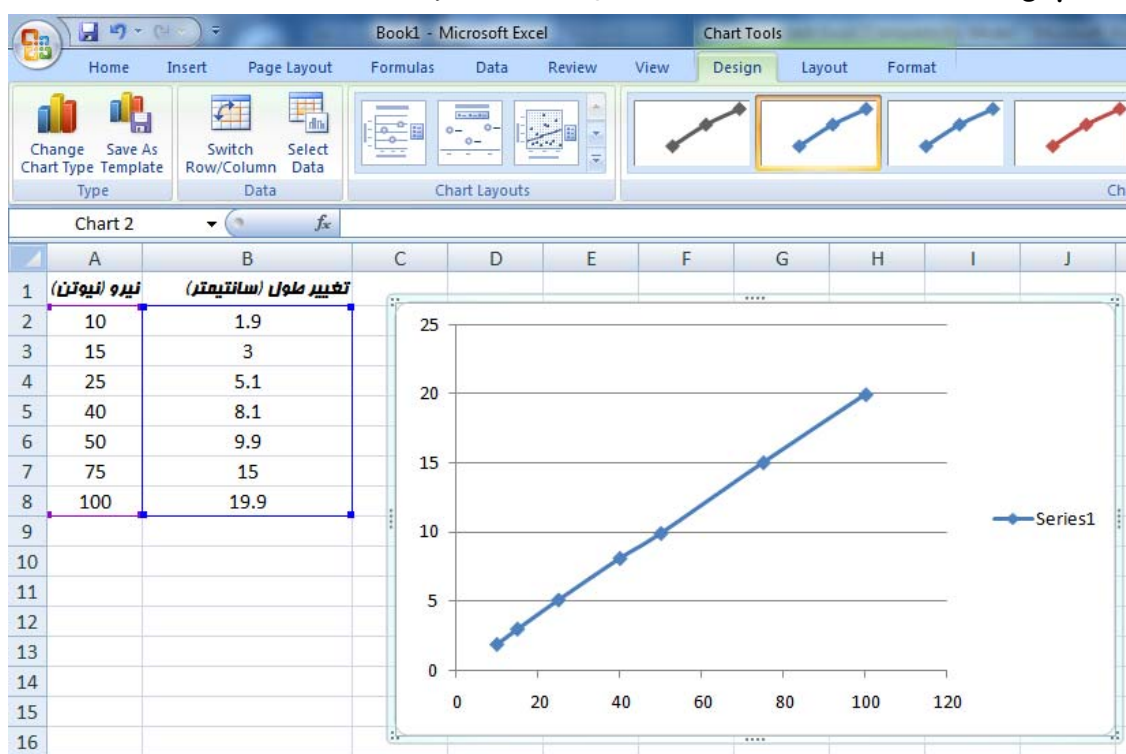 Book1 - Microsoft Excel
Chart Tools
Home Insert Page Layout Formulas Data Review View Design Layout Format
Change Chart Type
Save As Template
Switch Row/Column
Select Data
Type Data Chart Layouts Ch
Chart 2 fx
A B C D E F G H I J
1 نیرو (نیوتن) تغییر طول (سانتیمتر)
2 10 1.9
3 15 3
4 25 5.1
5 40 8.1
6 50 9.9
7 75 15
8 100 19.9
9
10
11
12
13
14
15
16
25
20
15
10
5
0
0 20 40 60 80 100 120
Series1